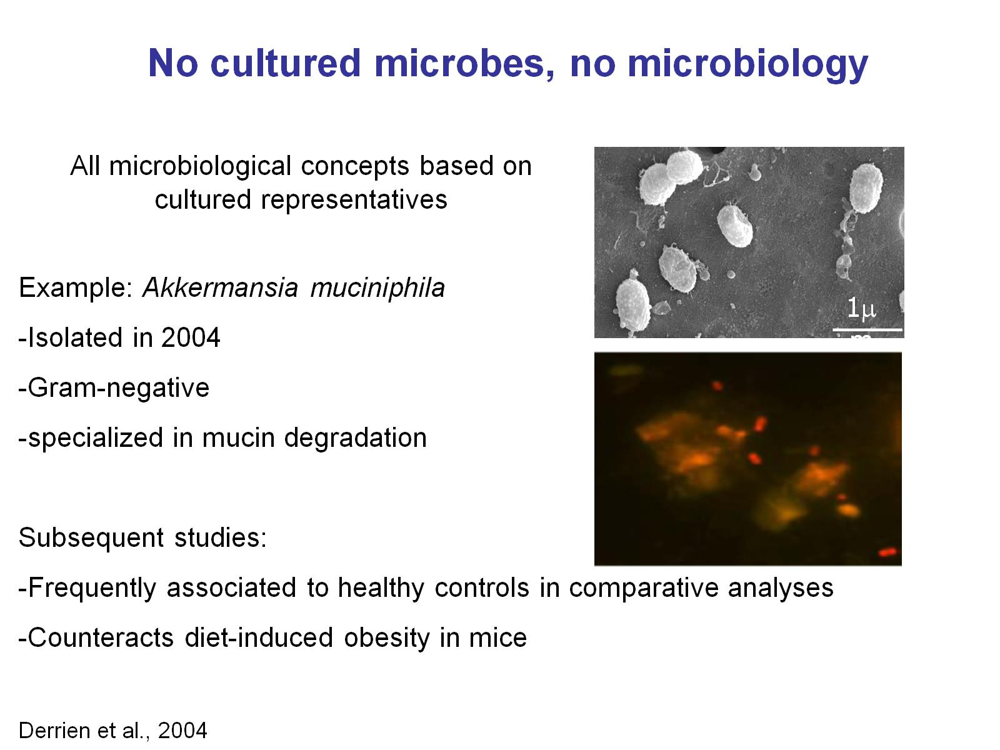 No cultured microbes, no microbiology
All microbiological concepts based on
cultured representatives
Example: Akkermansia muciniphila
-Isolated in 2004
-Gram-negative
-specialized in mucin degradation
Subsequent studies:
-Frequently associated to healthy controls in comparative analyses
-Counteracts diet-induced obesity in mice
Derrien et al., 2004
1μ
m